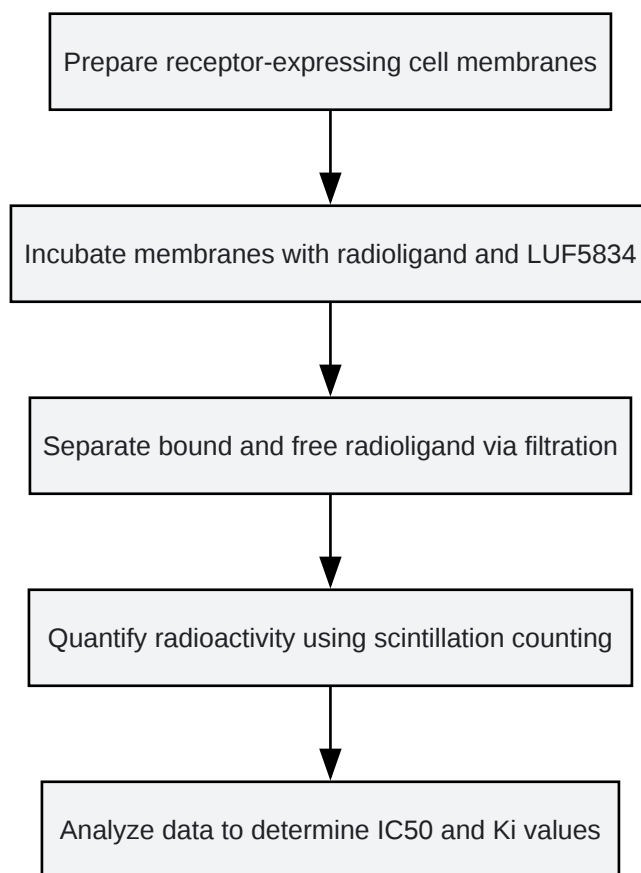 Prepare receptor-expressing cell membranes
Incubate membranes with radioligand and LUF5834
Separate bound and free radioligand via filtration
Quantify radioactivity using scintillation counting
Analyze data to determine IC50 and Ki values